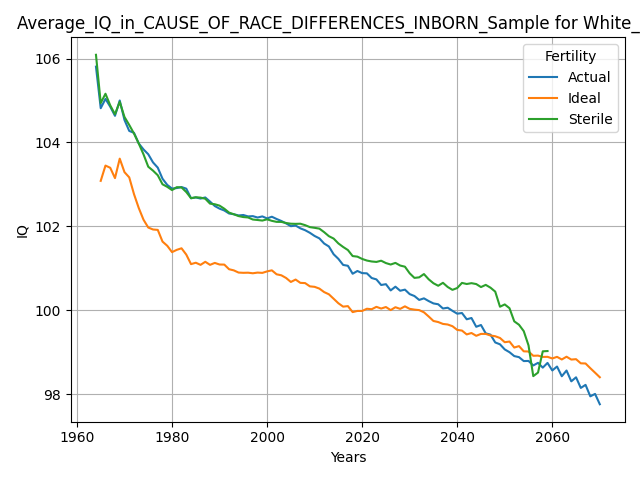 Average_IQ_in_CAUSE_OF_RACE_DIFFERENCES_INBORN_Sample for White_
Fertility
Actual
Ideal
Sterile
106
104
102
100
98
IQ
1960
1980
2000
2020
2040
2060
Years